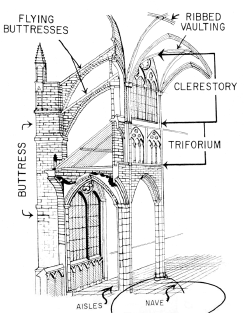 FLYING
BUTTRESSES
RIBBED
VAULTING
CLERESTORY
TRIFORIUM
BUTTRESS
AISLES
NAVE